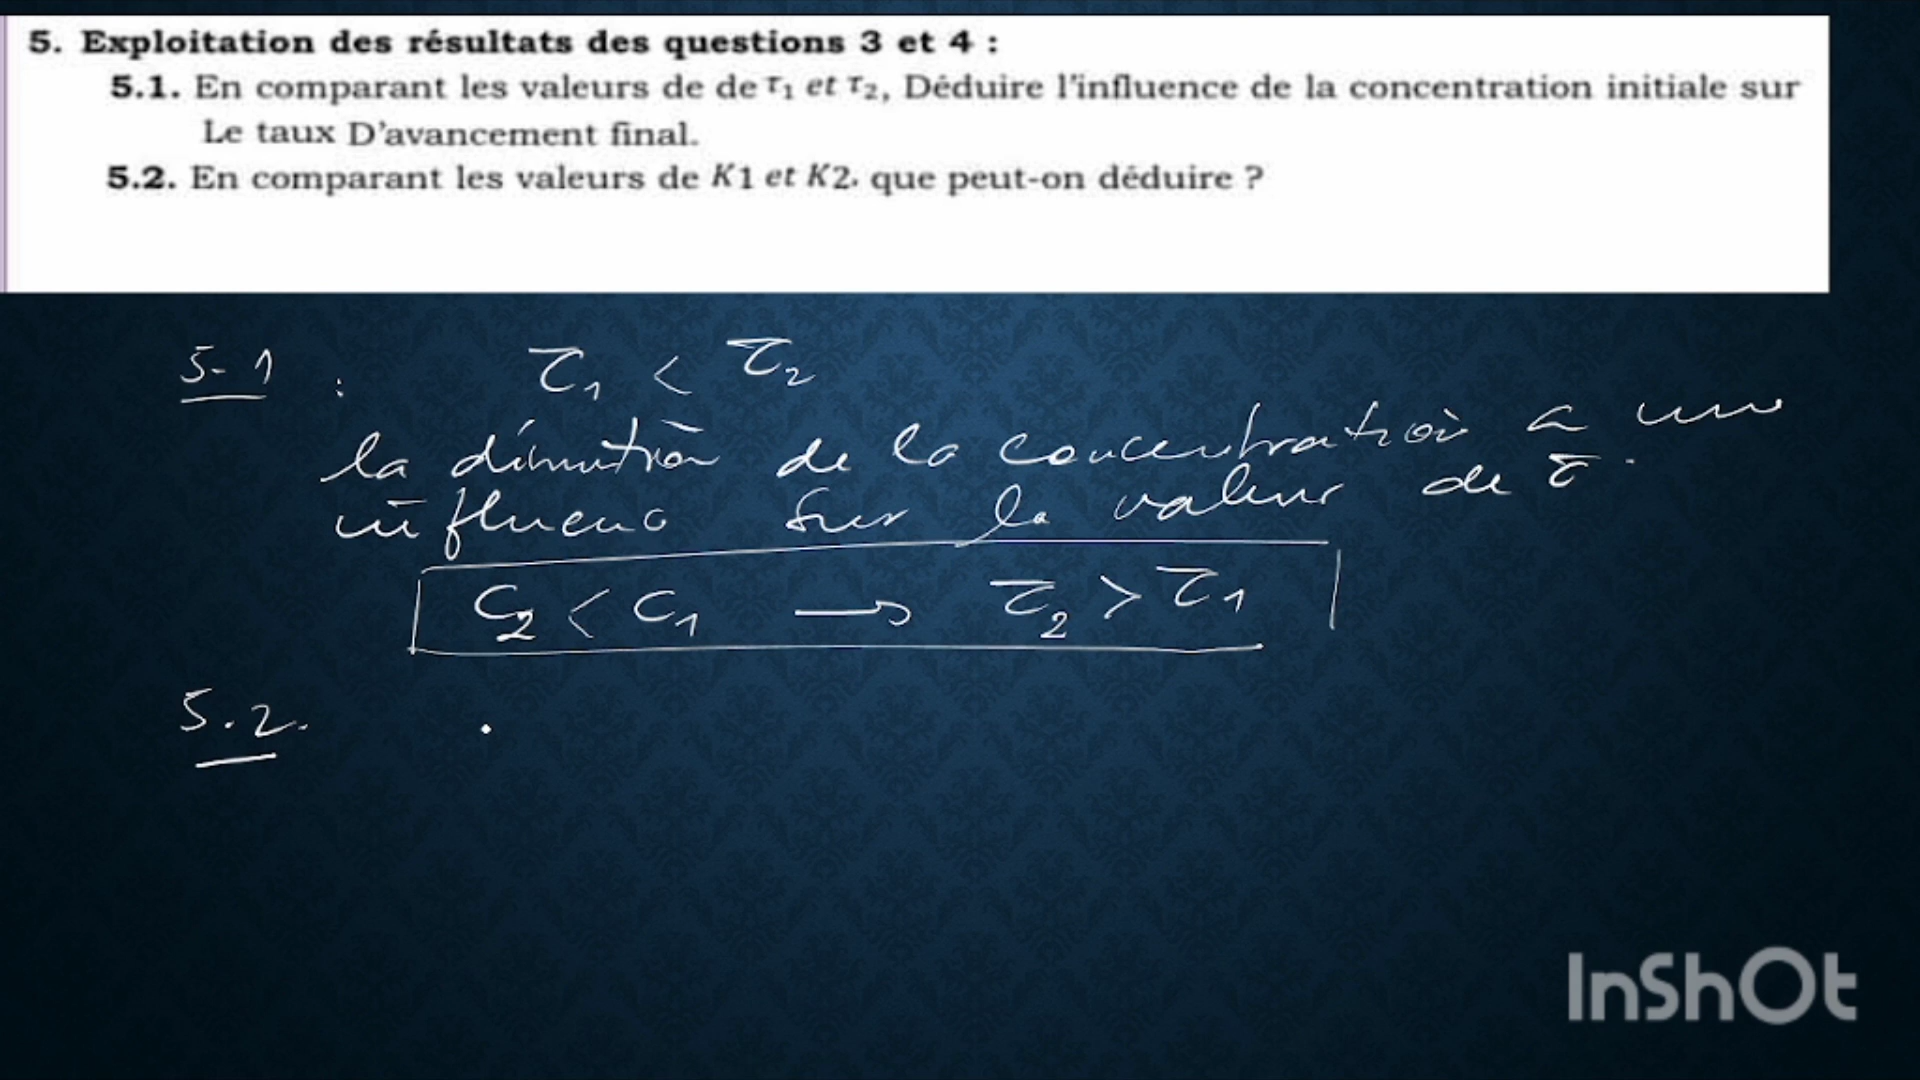 5. Exploitation des résultats des questions 3 et 4 :
5.1. En comparant les valeurs de de τ₁ et τ₂, Déduire l'influence de la concentration initiale sur
Le taux D'avancement final.
5.2. En comparant les valeurs de K1 et K2, que peut-on déduire ?
5-1 : τ₁ < τ₂
la dimution de la concentration a une
influenc sur la valeur de τ.
C₂ < C₁ → τ₂ > τ₁
5.2.
InShOt